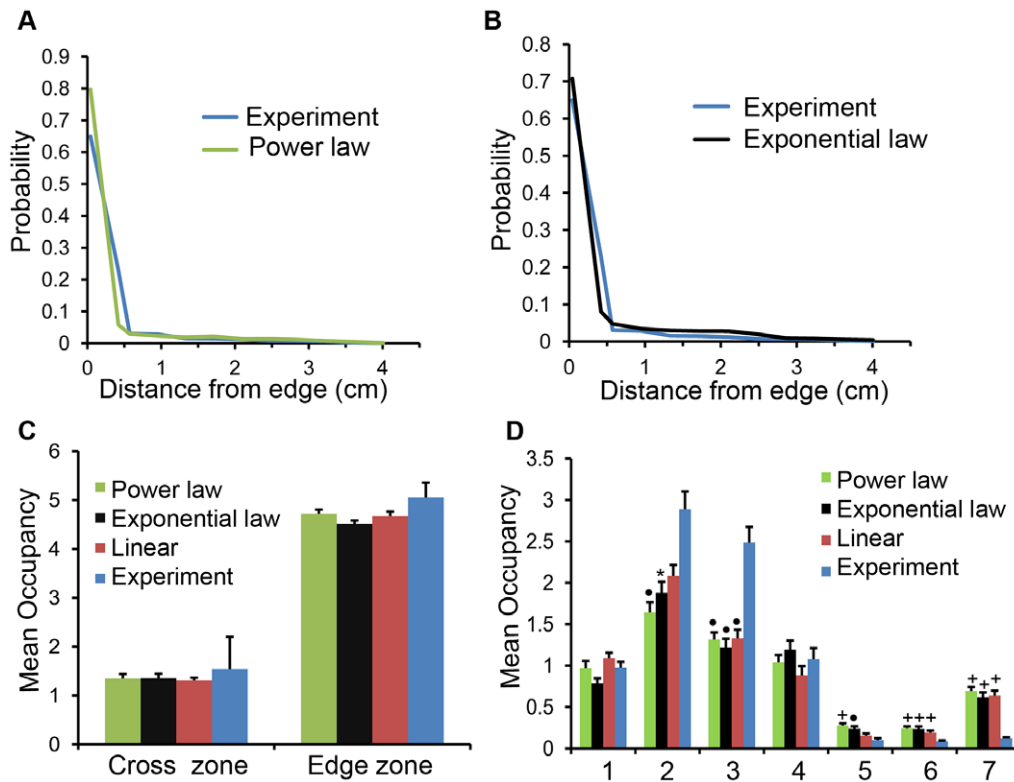 A
0.9
0.8
0.7
0.6
0.5
0.4
0.3
0.2
0.1
0
Probability
Experiment
Power law
0 1 2 3 4 5
Distance from edge (cm)
B
0.8
0.7
0.6
0.5
0.4
0.3
0.2
0.1
0
Probability
Experiment
Exponential law
0 1 2 3 4 5
Distance from edge (cm)
C
6
5
4
3
2
1
0
Mean Occupancy
Power law
Exponential law
Linear
Experiment
Cross zone Edge zone
D
3.5
3
2.5
2
1.5
1
0.5
0
Mean Occupancy
Power law
Exponential law
Linear
Experiment
• * • • • + • + + + + + +
1 2 3 4 5 6 7